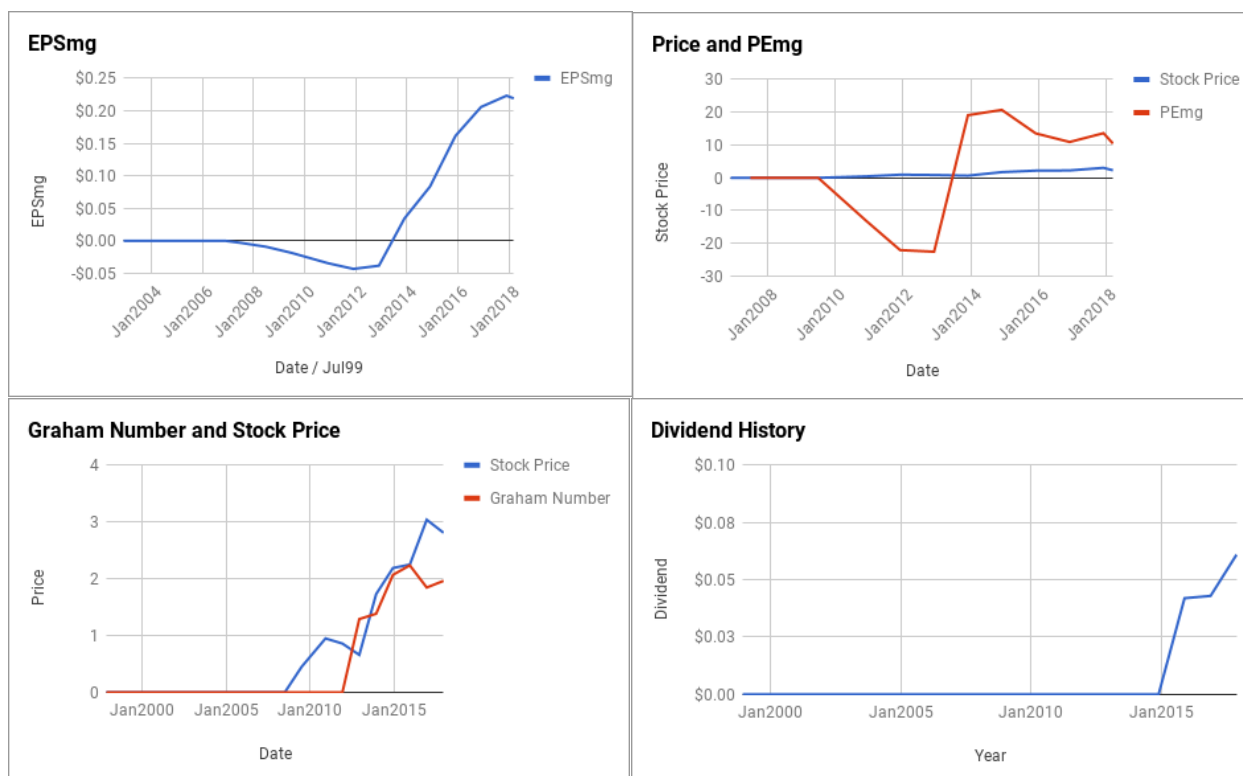 EPSmg
EPSmg
$0.25
$0.20
$0.15
$0.10
$0.05
$0.00
-$0.05
EPSmg
Jan2004
Jan2006
Jan2008
Jan2010
Jan2012
Jan2014
Jan2016
Jan2018
Date / Jul99
Price and PEmg
Stock Price
PEmg
30
20
10
0
-10
-20
-30
Stock Price
Jan2008
Jan2010
Jan2012
Jan2014
Jan2016
Jan2018
Date
Graham Number and Stock Price
Stock Price
Graham Number
4
3
2
1
0
Price
Jan2000
Jan2005
Jan2010
Jan2015
Date
Dividend History
$0.10
$0.08
$0.05
$0.03
$0.00
Dividend
Jan2000
Jan2005
Jan2010
Jan2015
Year